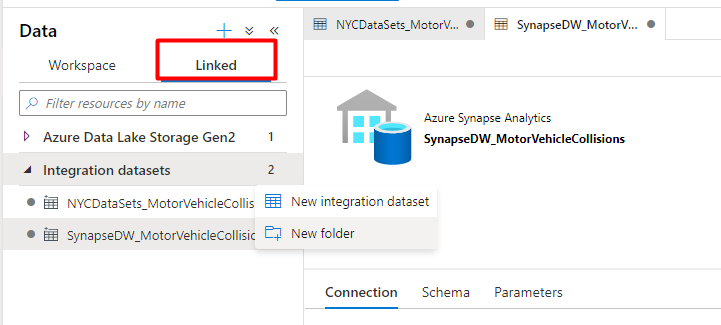 Data
Workspace
Linked
Filter resources by name
Azure Data Lake Storage Gen2 1
Integration datasets 2
NYCDataSets_MotorVehicleCollis
SynapseDW_MotorVehicleCollision
New integration dataset
New folder
NYCDataSets_MotorV...
SynapseDW_MotorV...
Azure Synapse Analytics
SynapseDW_MotorVehicleCollisions
Connection
Schema
Parameters